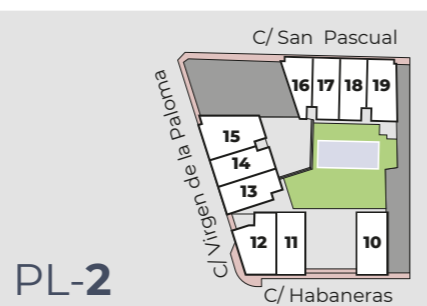 C/ San Pascual
16 17 18 19
C/ Virgen de la Paloma
15
14
13
12 11 10
PL-2
C/ Habaneras